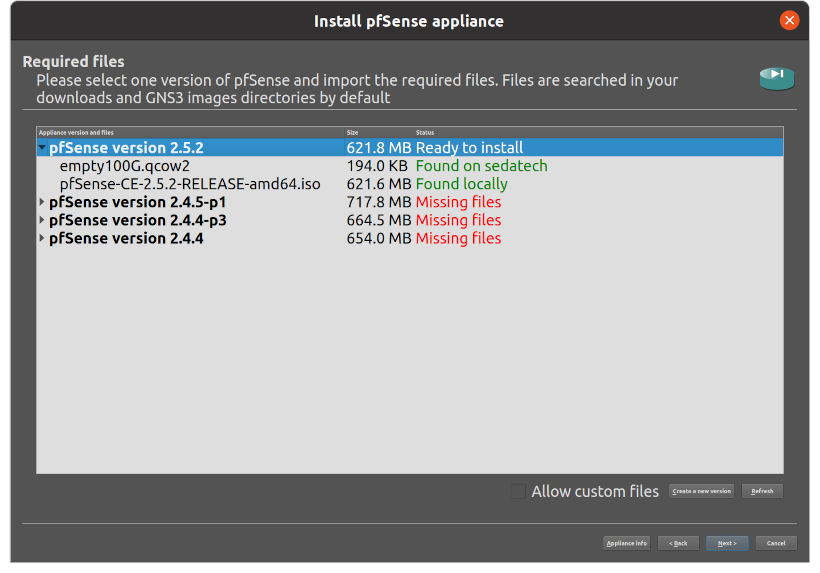 Install pfSense appliance
Required files
Please select one version of pfSense and import the required files. Files are searched in your
downloads and GNS3 images directories by default
Appliance version and files Size Status
pfSense version 2.5.2 621.8 MB Ready to install
empty100G.qcow2 194.0 KB Found on sedatech
pfSense-CE-2.5.2-RELEASE-amd64.iso 621.6 MB Found locally
pfSense version 2.4.5-p1 717.8 MB Missing files
pfSense version 2.4.4-p3 664.5 MB Missing files
pfSense version 2.4.4 654.0 MB Missing files
Allow custom files Create a new version Refresh
Appliance info < Back Next > Cancel